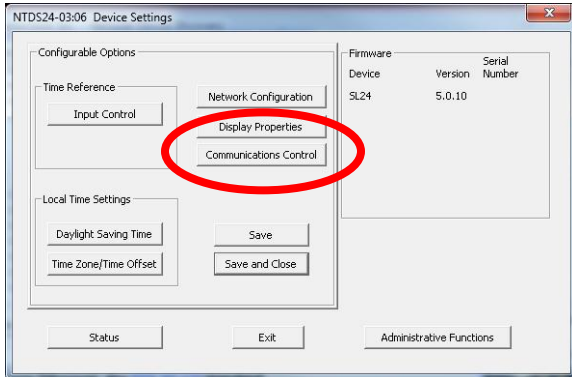 NTDS24-03:06 Device Settings
Configurable Options
Time Reference
Input Control
Network Configuration
Display Properties
Communications Control
Local Time Settings
Daylight Saving Time
Time Zone/Time Offset
Save
Save and Close
Firmware
Device Version Serial Number
SL24 5.0.10
Status
Exit
Administrative Functions